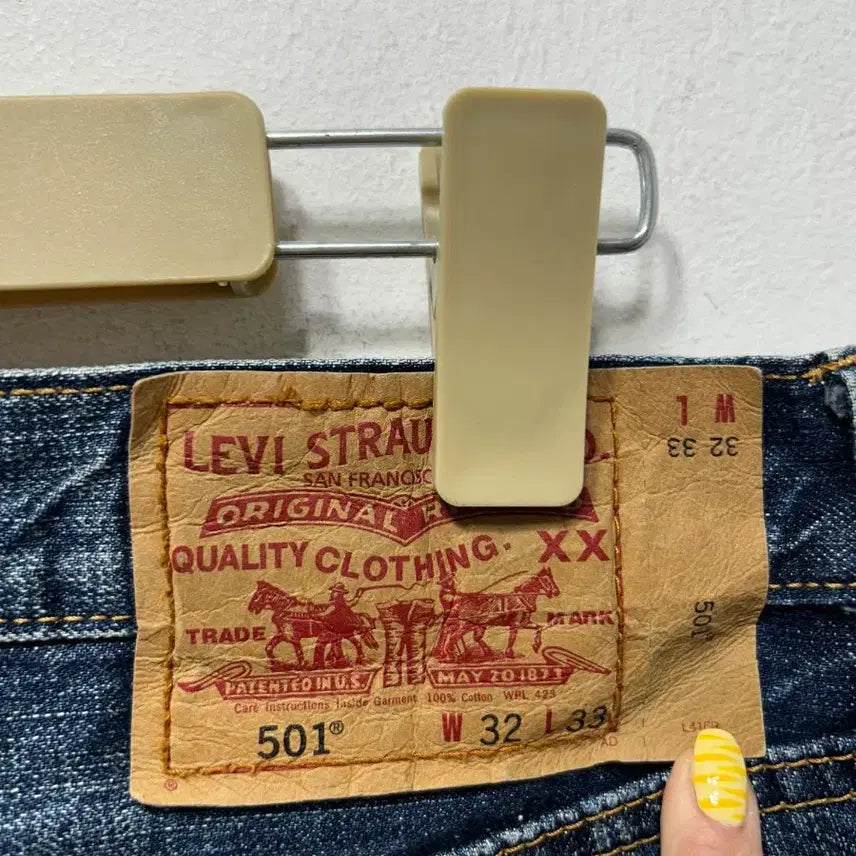 LEVI STRAU O.
SAN FRANCISC
ORIGINAL R
QUALITY CLOTHING. XX
TRADE MARK
PATENTED IN U.S. MAY 20 1873
Care Instructions Inside Garment 100% Cotton WPL 423
501® W 32 L 33
®
W L
32 33
501®
AD